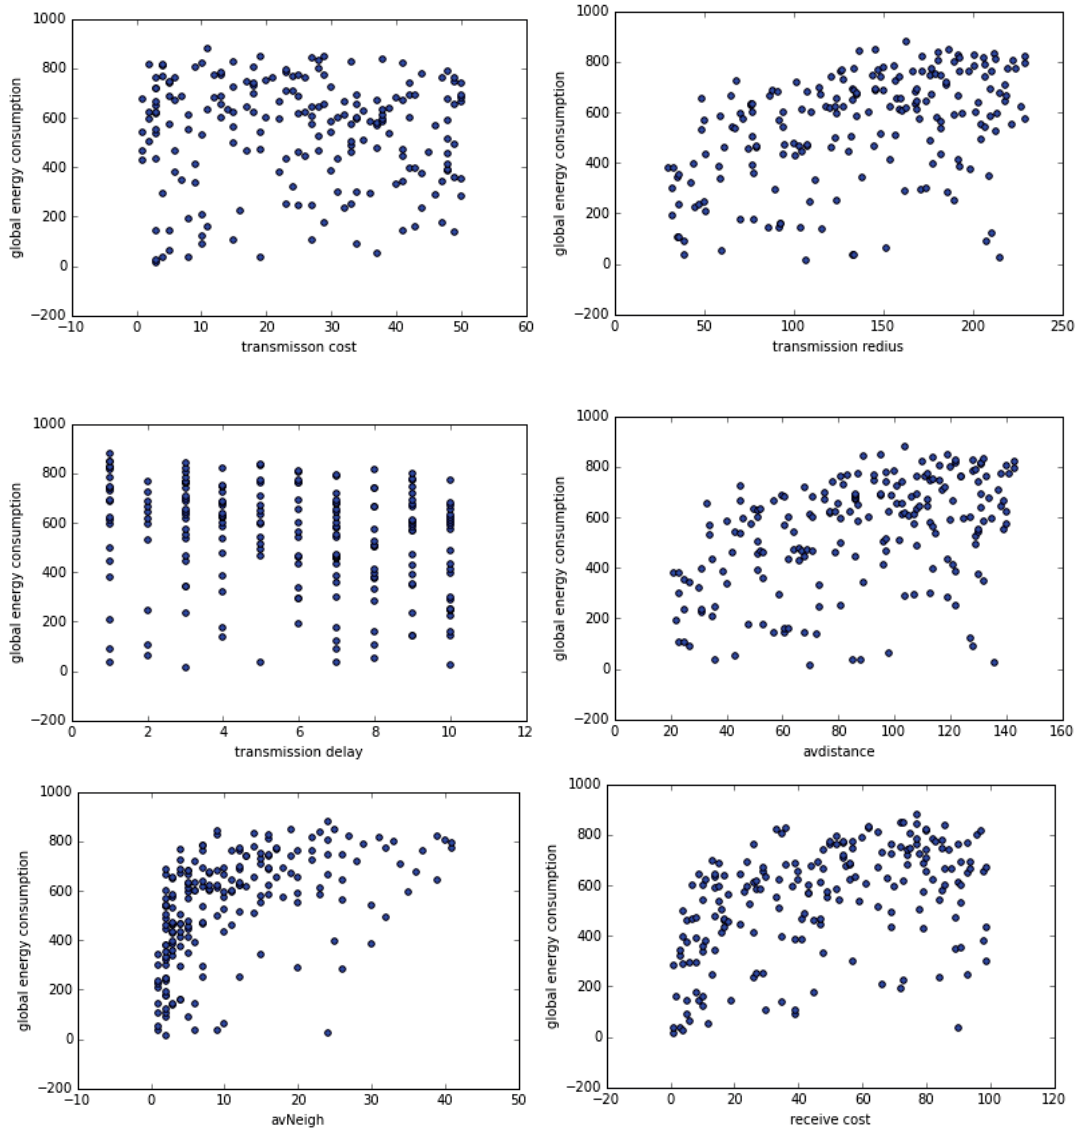 1000
800
600
400
200
0
−200
−10 0 10 20 30 40 50 60
global energy consumption
transmisson cost
1000
800
600
400
200
0
−200
0 50 100 150 200 250
global energy consumption
transmission redius
1000
800
600
400
200
0
−200
0 2 4 6 8 10 12
global energy consumption
transmission delay
1000
800
600
400
200
0
−200
0 20 40 60 80 100 120 140 160
global energy consumption
avdistance
1000
800
600
400
200
0
−200
−10 0 10 20 30 40 50
global energy consumption
avNeigh
1000
800
600
400
200
0
−200
−20 0 20 40 60 80 100 120
global energy consumption
receive cost